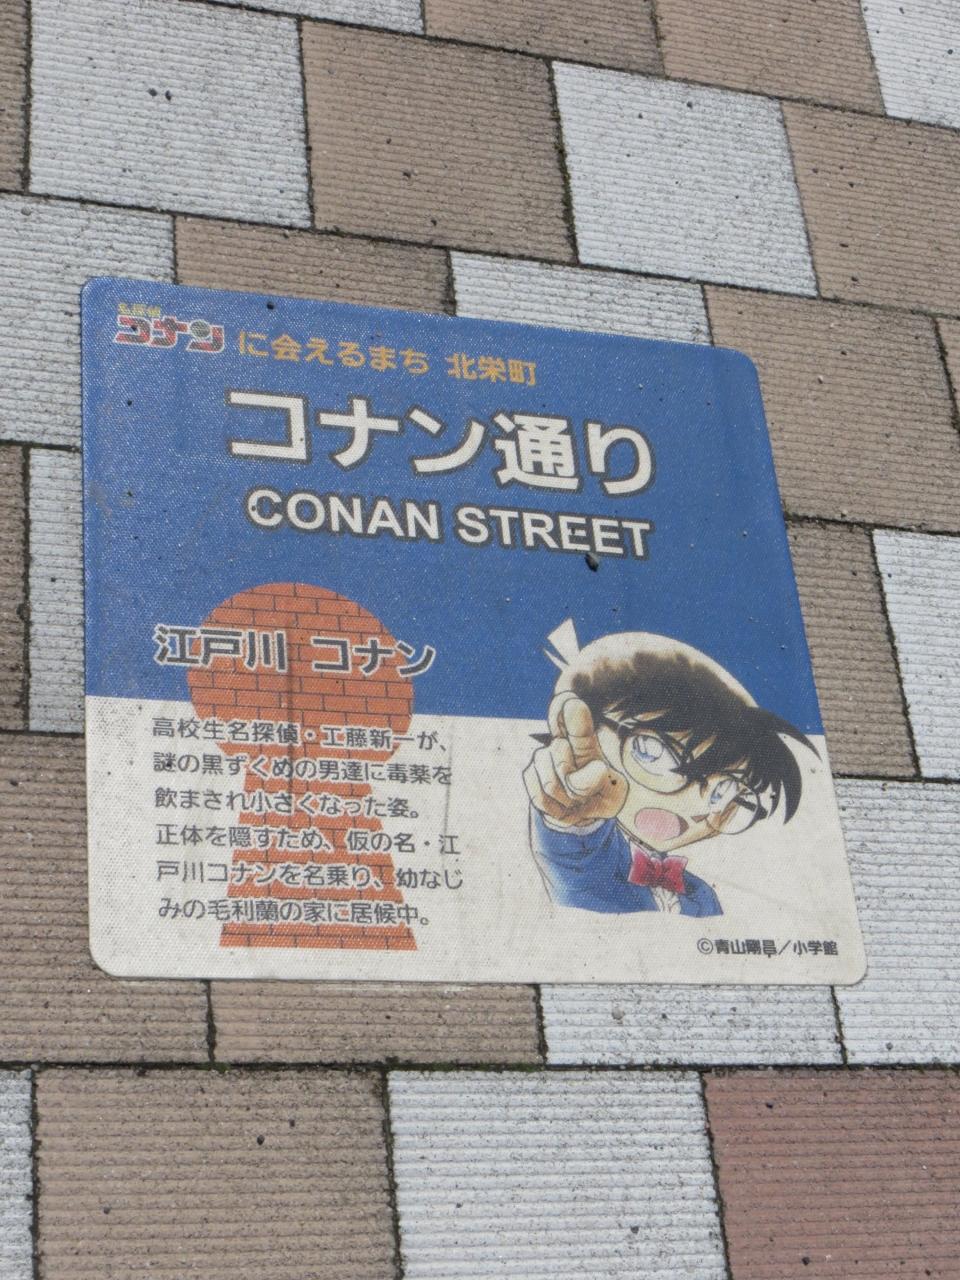 名探偵
コナンに会えるまち 北栄町
コナン通り
CONAN STREET
江戸川 コナン
高校生名探偵・工藤新一が、
謎の黒ずくめの男達に毒薬を
飲まされ小さくなった姿。
正体を隠すため、仮の名・江
戸川コナンを名乗り、幼なじ
みの毛利蘭の家に居候中。
©青山剛昌／小学館